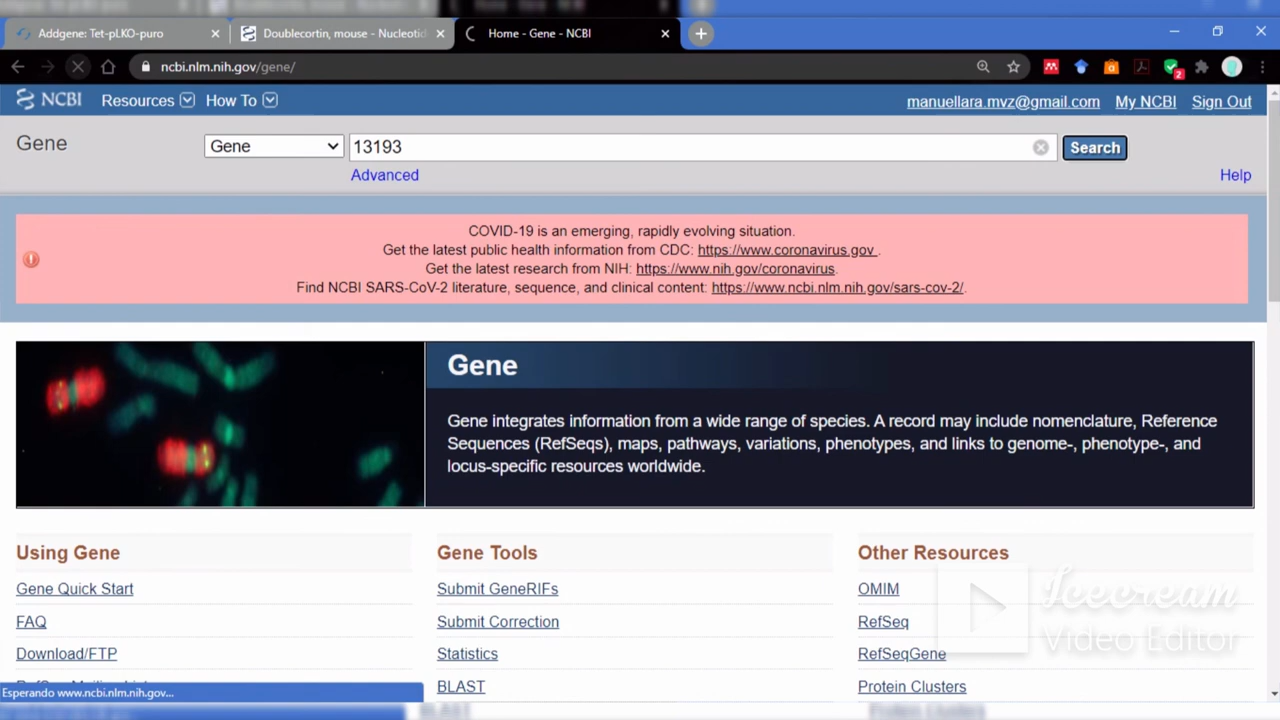 Addgene: Tet-pLKO-puro
Doublecortin, mouse - Nucleotid
Home - Gene - NCBI
ncbi.nlm.nih.gov/gene/
2
NCBI Resources How To
manuellara.mvz@gmail.com My NCBI Sign Out
Gene
Gene 13193 Search
Advanced Help
COVID-19 is an emerging, rapidly evolving situation.
Get the latest public health information from CDC: https://www.coronavirus.gov .
Get the latest research from NIH: https://www.nih.gov/coronavirus.
Find NCBI SARS-CoV-2 literature, sequence, and clinical content: https://www.ncbi.nlm.nih.gov/sars-cov-2/.
Gene
Gene integrates information from a wide range of species. A record may include nomenclature, Reference
Sequences (RefSeqs), maps, pathways, variations, phenotypes, and links to genome-, phenotype-, and
locus-specific resources worldwide.
Using Gene
Gene Quick Start
FAQ
Download/FTP
Gene Tools
Submit GeneRIFs
Submit Correction
Statistics
BLAST
Other Resources
OMIM
RefSeq
RefSeqGene
Protein Clusters
Icecream
Video Editor
Esperando www.ncbi.nlm.nih.gov...